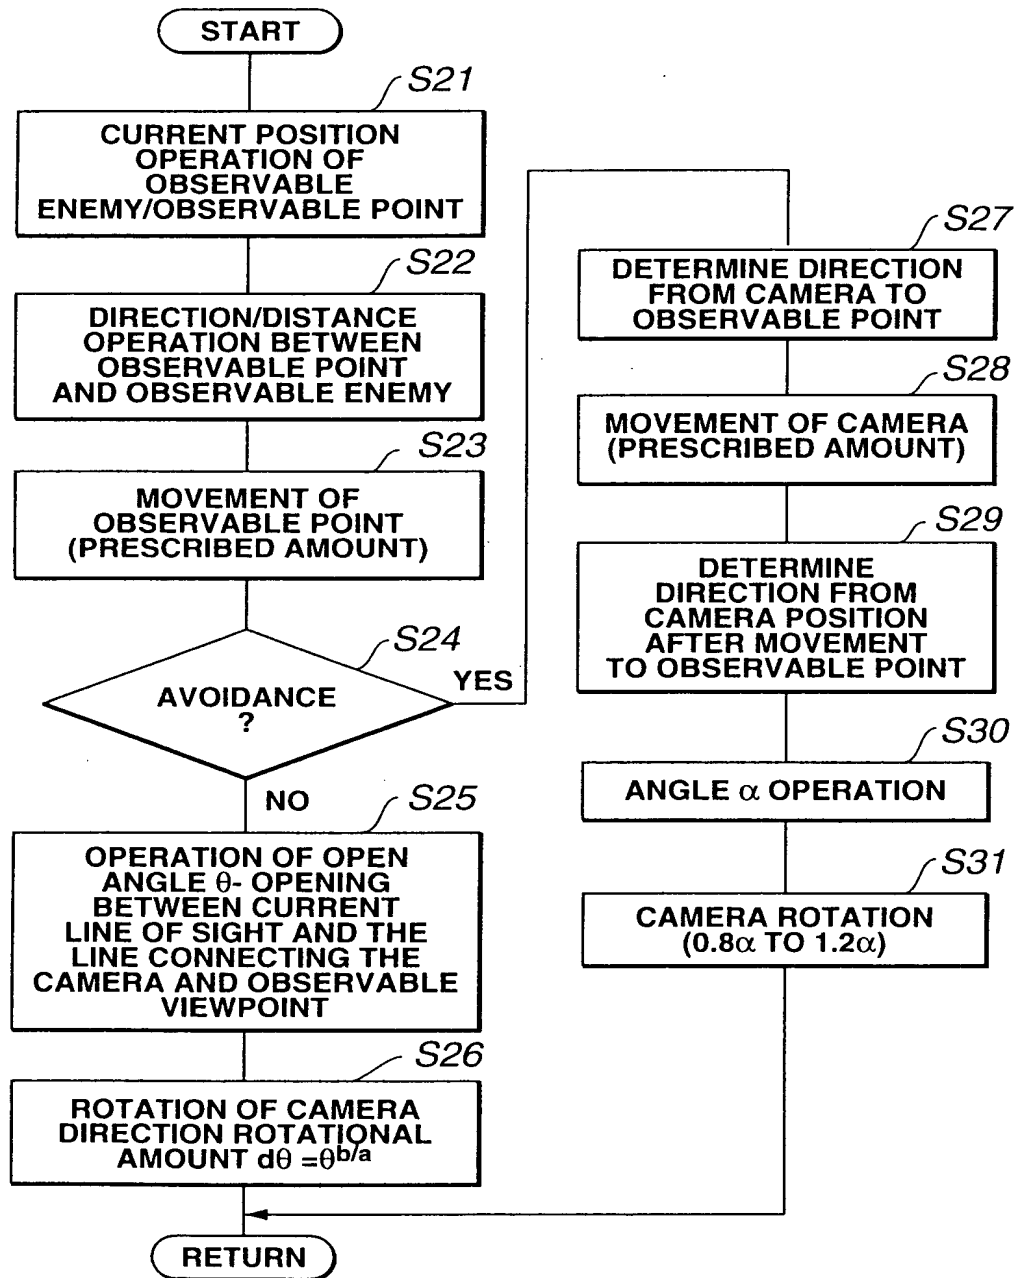 START
S21
CURRENT POSITION
OPERATION OF
OBSERVABLE
ENEMY/OBSERVABLE POINT
S22
DIRECTION/DISTANCE
OPERATION BETWEEN
OBSERVABLE POINT
AND OBSERVABLE ENEMY
S23
MOVEMENT OF
OBSERVABLE POINT
(PRESCRIBED AMOUNT)
S24
AVOIDANCE
?
YES
NO
S25
OPERATION OF OPEN
ANGLE θ- OPENING
BETWEEN CURRENT
LINE OF SIGHT AND THE
LINE CONNECTING THE
CAMERA AND OBSERVABLE
VIEWPOINT
S26
ROTATION OF CAMERA
DIRECTION ROTATIONAL
AMOUNT dθ =θ^b/a
S27
DETERMINE DIRECTION
FROM CAMERA TO
OBSERVABLE POINT
S28
MOVEMENT OF CAMERA
(PRESCRIBED AMOUNT)
S29
DETERMINE
DIRECTION FROM
CAMERA POSITION
AFTER MOVEMENT
TO OBSERVABLE POINT
S30
ANGLE α OPERATION
S31
CAMERA ROTATION
(0.8α TO 1.2α)
RETURN